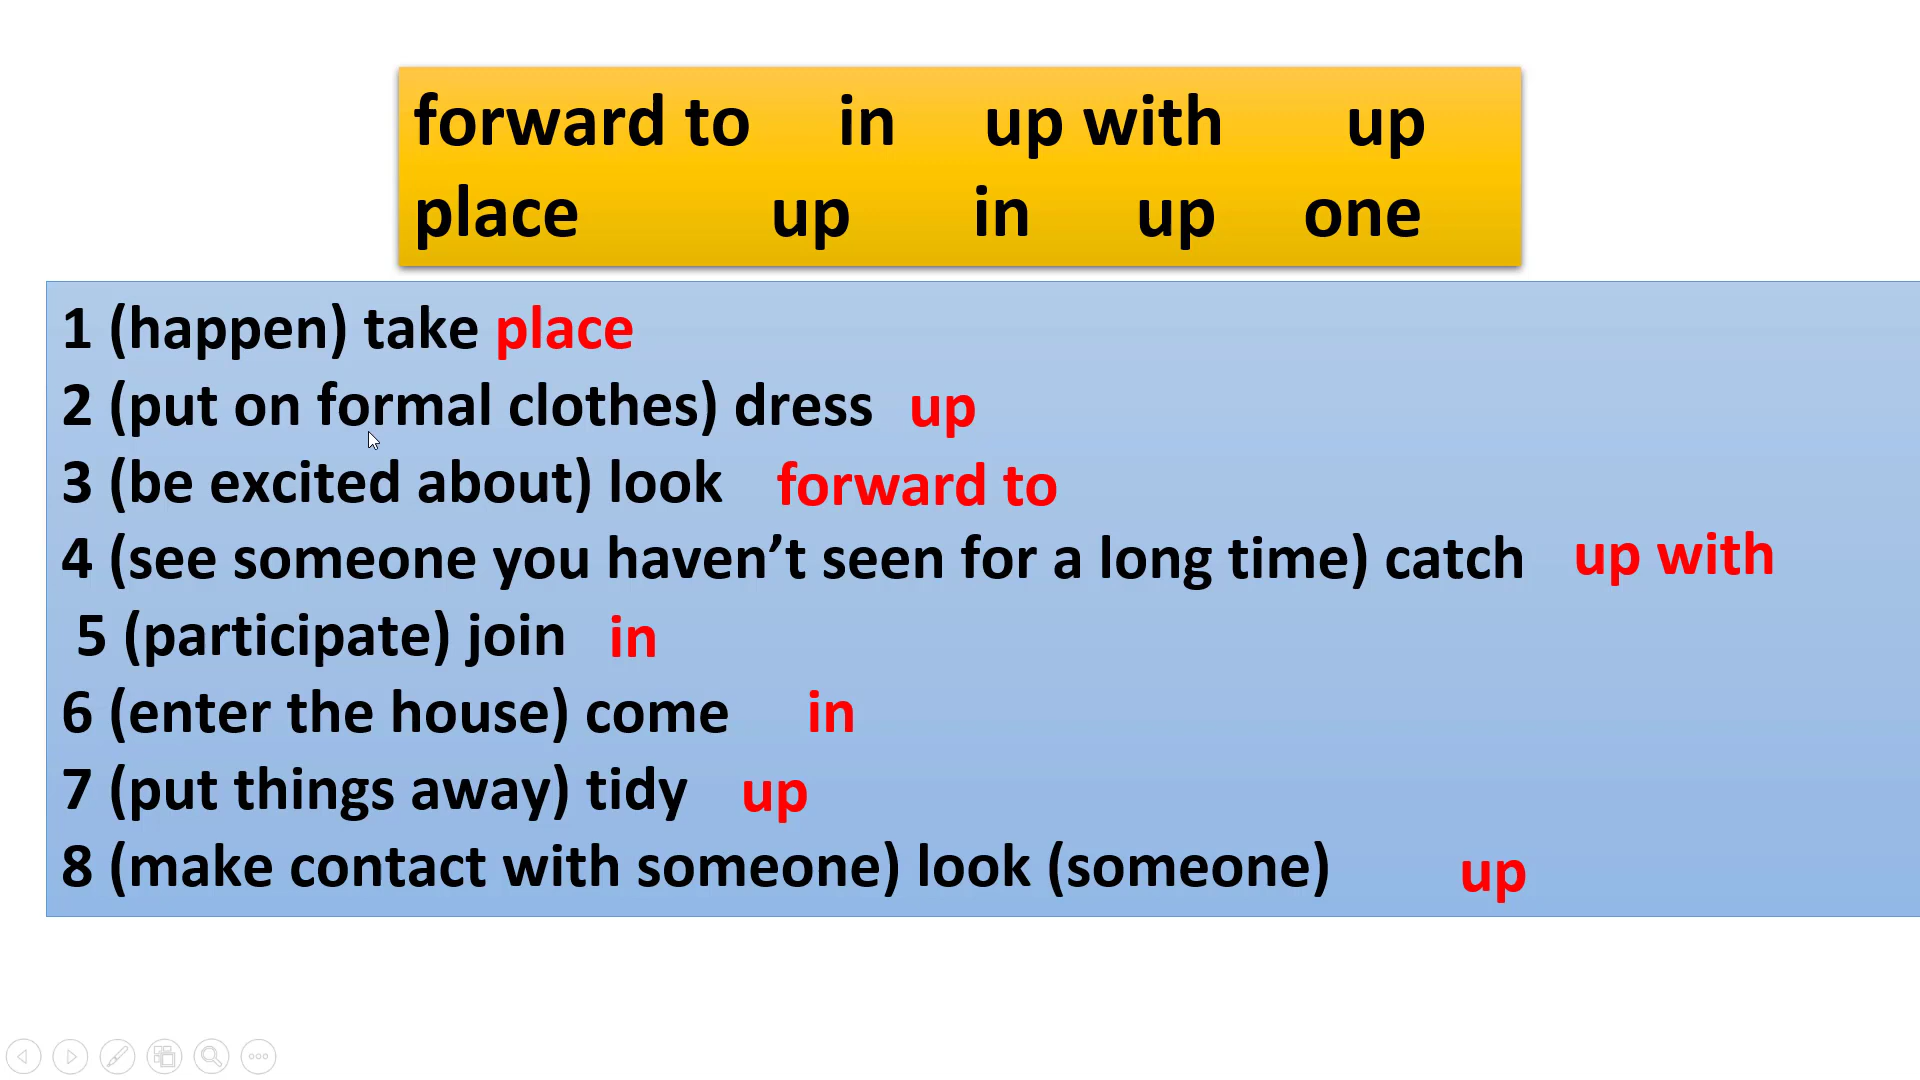 forward to in up with up
place up in up one
1 (happen) take place
2 (put on formal clothes) dress up
3 (be excited about) look forward to
4 (see someone you haven’t seen for a long time) catch up with
5 (participate) join in
6 (enter the house) come in
7 (put things away) tidy up
8 (make contact with someone) look (someone) up